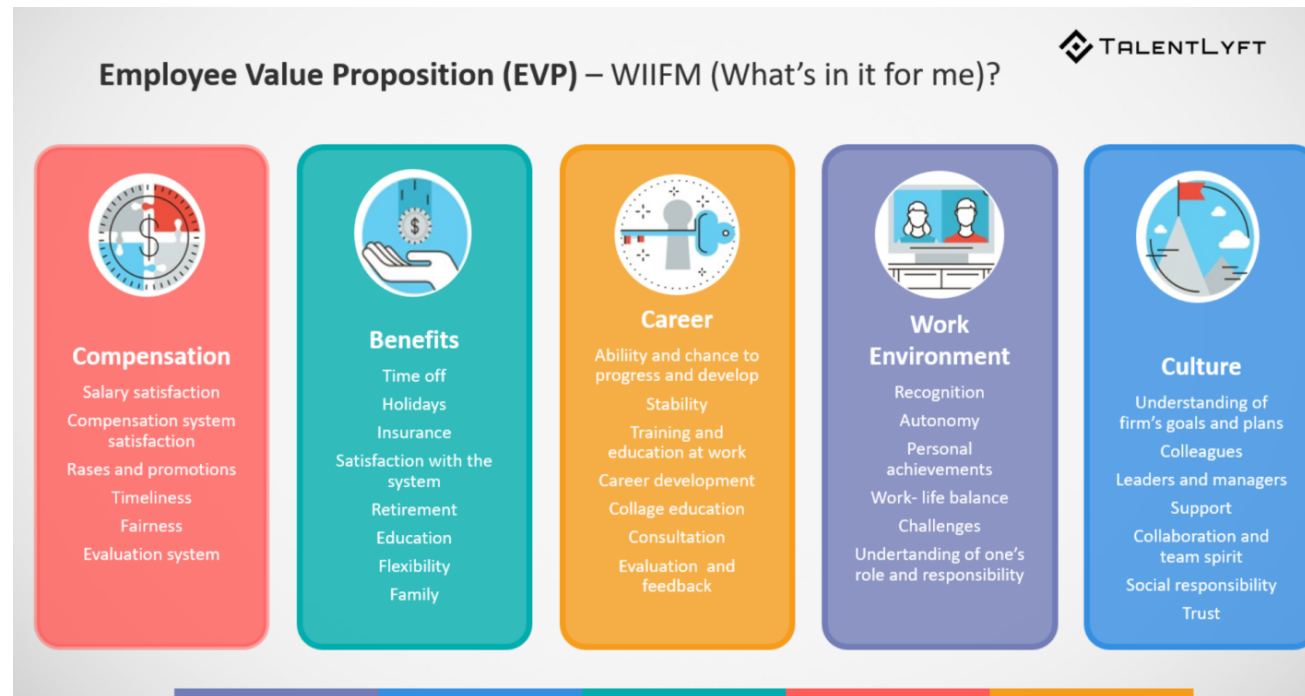 TALENTLYFT
Employee Value Proposition (EVP) – WIIFM (What's in it for me)?
Compensation
Salary satisfaction
Compensation system
satisfaction
Rases and promotions
Timeliness
Fairness
Evaluation system
Benefits
Time off
Holidays
Insurance
Satisfaction with the
system
Retirement
Education
Flexibility
Family
Career
Abiliity and chance to
progress and develop
Stability
Training and
education at work
Career development
Collage education
Consultation
Evaluation and
feedback
Work
Environment
Recognition
Autonomy
Personal
achievements
Work- life balance
Challenges
Undertanding of one's
role and responsibility
Culture
Understanding of
firm's goals and plans
Colleagues
Leaders and managers
Support
Collaboration and
team spirit
Social responsibility
Trust